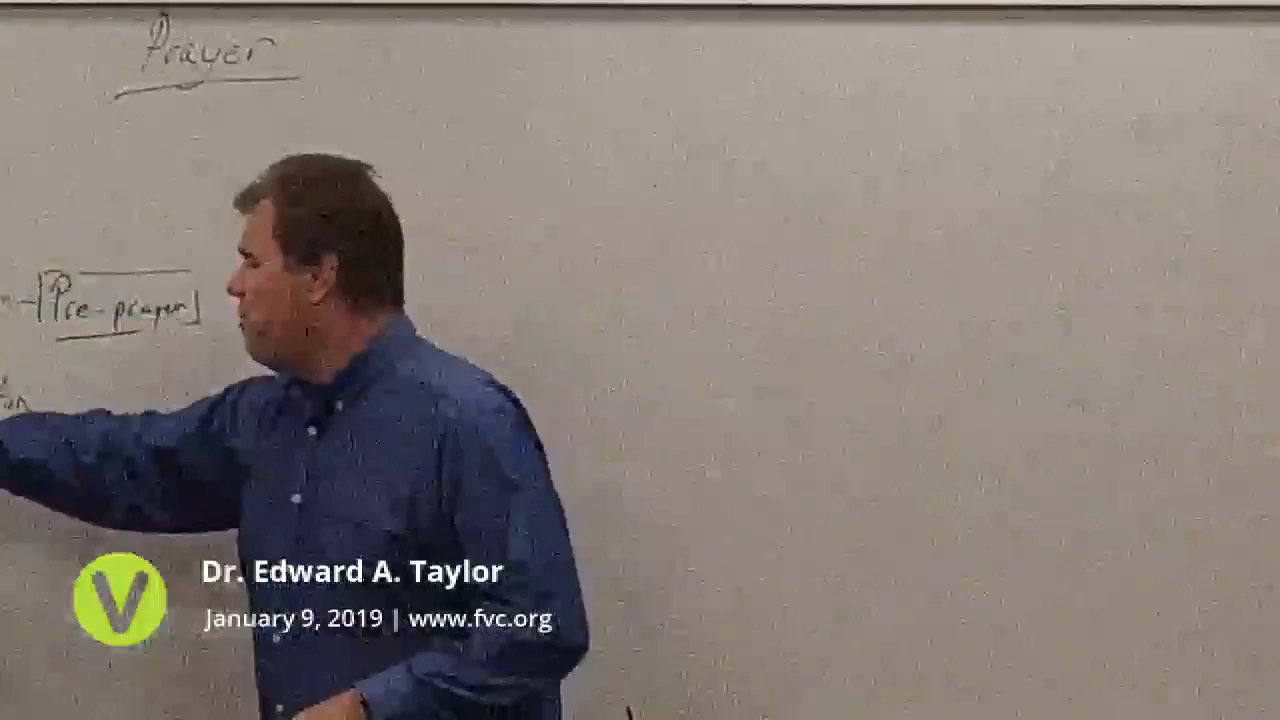 Prayer
[Pre-prayer]
V
Dr. Edward A. Taylor
January 9, 2019 | www.fvc.org